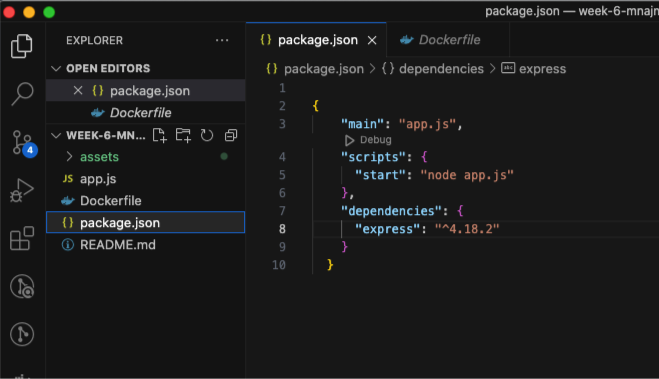 package.json — week-6-mnajn
EXPLORER
···
package.json
Dockerfile
OPEN EDITORS
package.json > dependencies > express
package.json
Dockerfile
WEEK-6-MN...
4
assets
app.js
Dockerfile
package.json
README.md
1
2 {
3 "main": "app.js",
Debug
4 "scripts": {
5 "start": "node app.js"
6 },
7 "dependencies": {
8 "express": "^4.18.2"
9 }
10 }